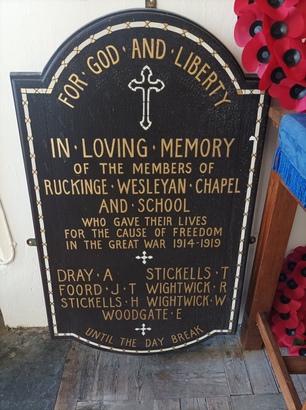 FOR·GOD·AND·LIBERTY
IN·LOVING·MEMORY
OF THE MEMBERS OF
RUCKINGE·WESLEYAN·CHAPEL
AND·SCHOOL
WHO GAVE THEIR LIVES
FOR THE CAUSE OF FREEDOM
IN THE GREAT WAR 1914-1919
DRAY·A STICKELLS·T
FOORD·J·T WIGHTWICK·R
STICKELLS·H WIGHTWICK·W
WOODGATE·E
UNTIL THE DAY BREAK